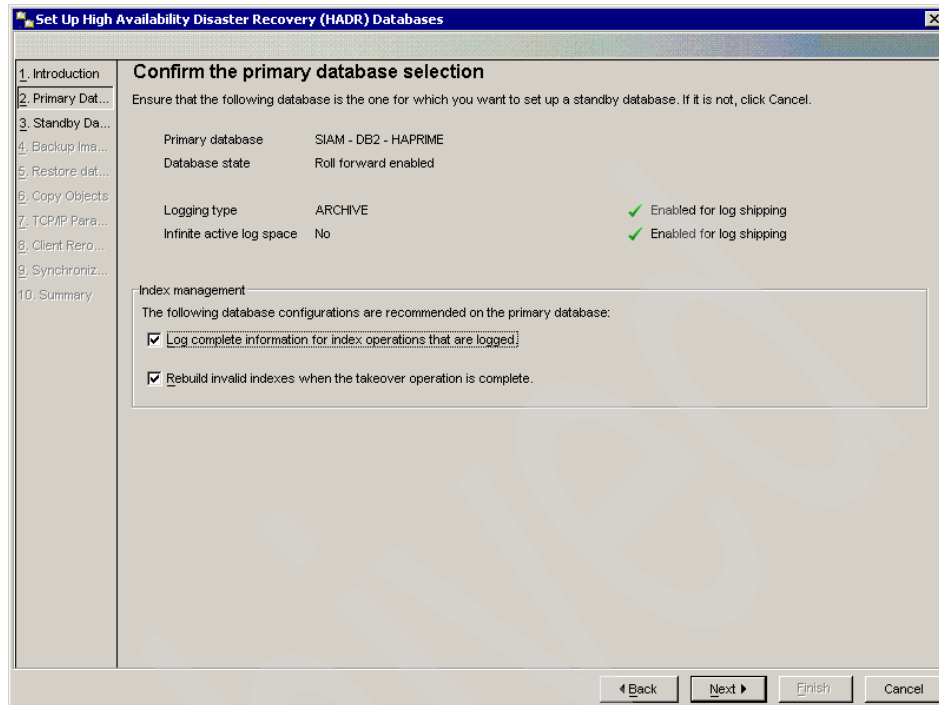 Set Up High Availability Disaster Recovery (HADR) Databases
1. Introduction
2. Primary Dat...
3. Standby Da...
4. Backup Ima...
5. Restore dat...
6. Copy Objects
7. TCP/IP Para...
8. Client Rero...
9. Synchroniz...
10. Summary
Confirm the primary database selection
Ensure that the following database is the one for which you want to set up a standby database. If it is not, click Cancel.
Primary database SIAM - DB2 - HAPRIME
Database state Roll forward enabled
Logging type ARCHIVE Enabled for log shipping
Infinite active log space No Enabled for log shipping
Index management
The following database configurations are recommended on the primary database:
Log complete information for index operations that are logged.
Rebuild invalid indexes when the takeover operation is complete.
Back Next Finish Cancel